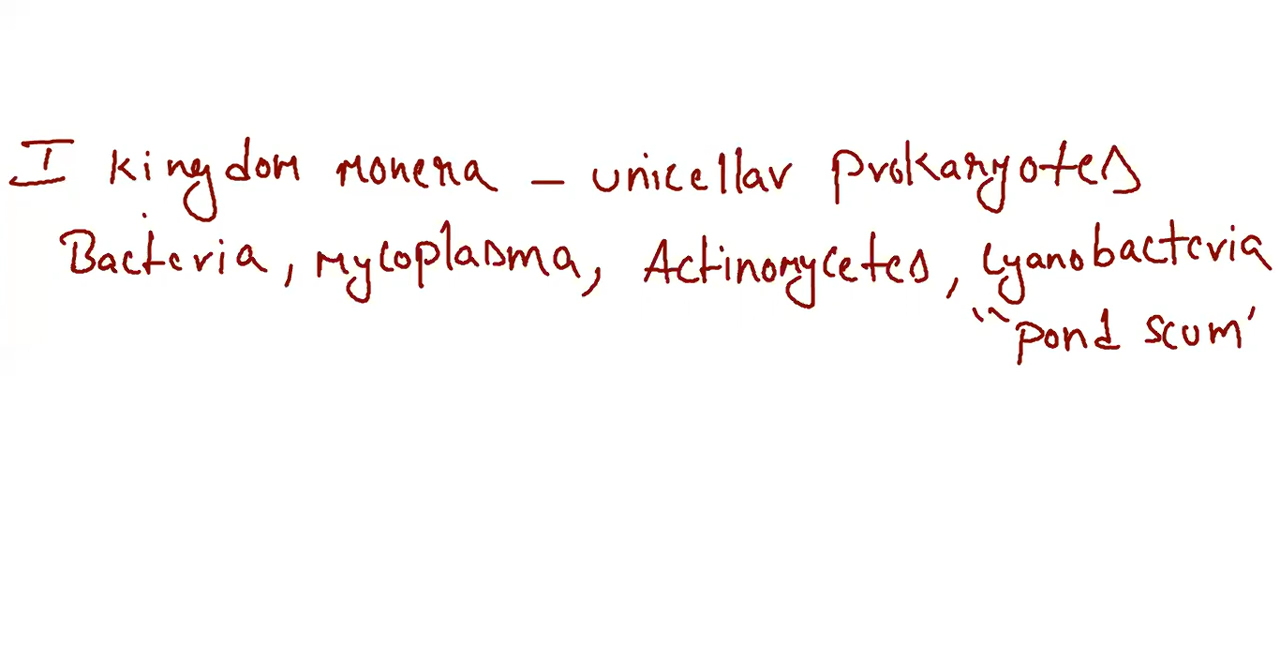 I kingdom monera – unicellar prokaryotes
Bacteria, mycoplasma, Actinomycetes, cyanobacteria
"pond scum'